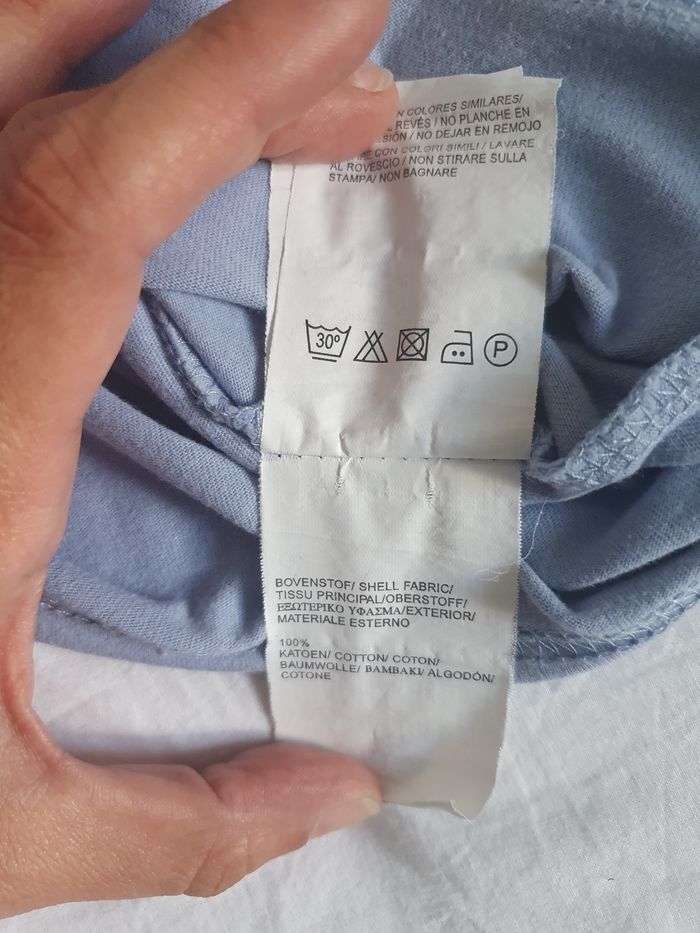 N COLORES SIMILARES/
REVÉS / NO PLANCHE EN
ESIÓN / NO DEJAR EN REMOJO
RE CON COLORI SIMILI / LAVARE
AL ROVESCIO / NON STIRARE SULLA
STAMPA/ NON BAGNARE
30°
P
BOVENSTOF/ SHELL FABRIC/
TISSU PRINCIPAL/OBERSTOFF/
ΕΞΩΤΕΡΙΚΟ ΥΦΑΣΜΑ/EXTERIOR/
MATERIALE ESTERNO
100%
KATOEN/ COTTON/ COTON/
BAUMWOLLE/ ΒΑΜΒΑΚΙ/ ALGODÓN/
COTONE